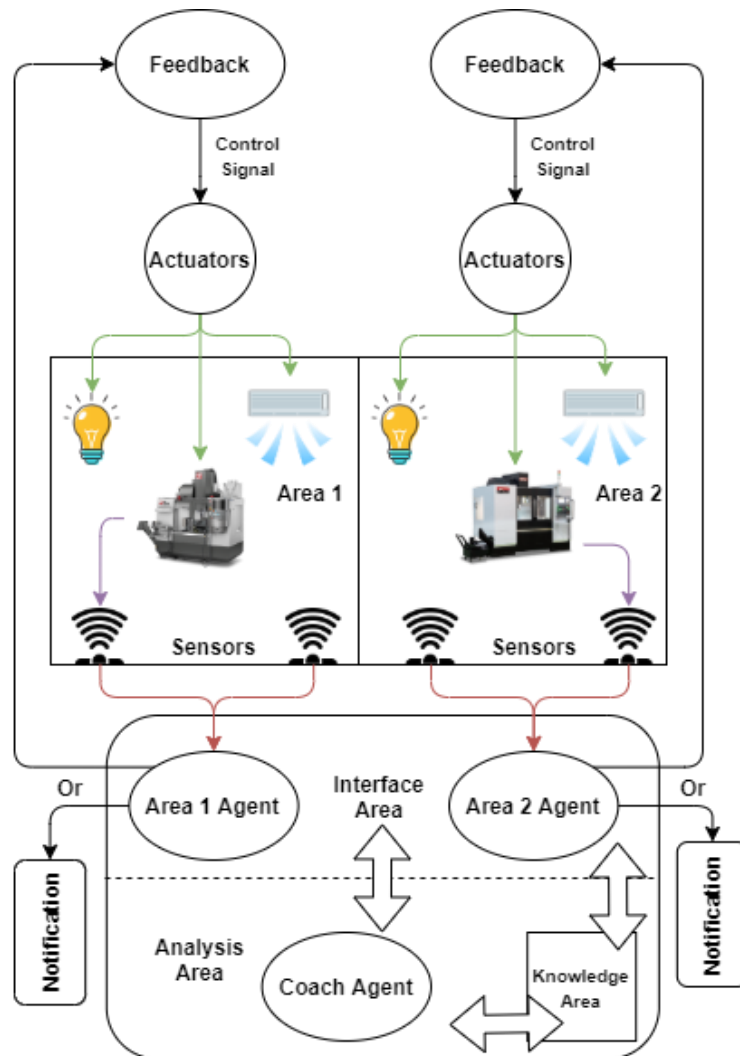 Feedback
Feedback
Control
Signal
Control
Signal
Actuators
Actuators
Area 1
Area 2
Sensors
Sensors
Or
Area 1 Agent
Interface
Area
Area 2 Agent
Or
Notification
Notification
Analysis
Area
Coach Agent
Knowledge
Area